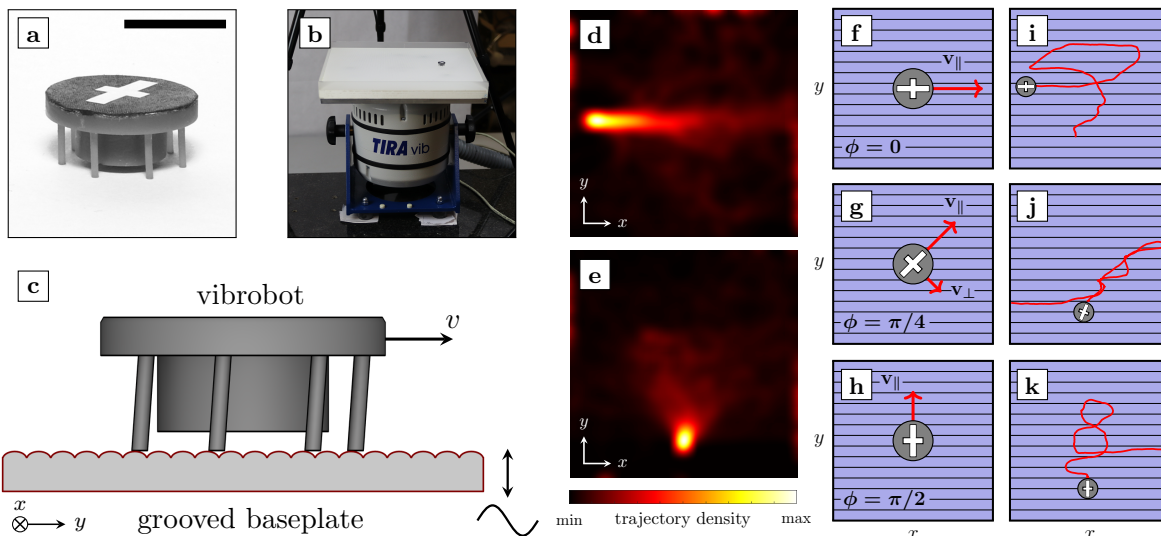 a
b
TIRA vib
c
vibrobot
v
x
y
grooved baseplate
d
y
x
e
y
x
min trajectory density max
f
v∥
y
ϕ = 0
i
g
v∥
y
v⊥
ϕ = π/4
j
h
v∥
y
ϕ = π/2
k
x
x